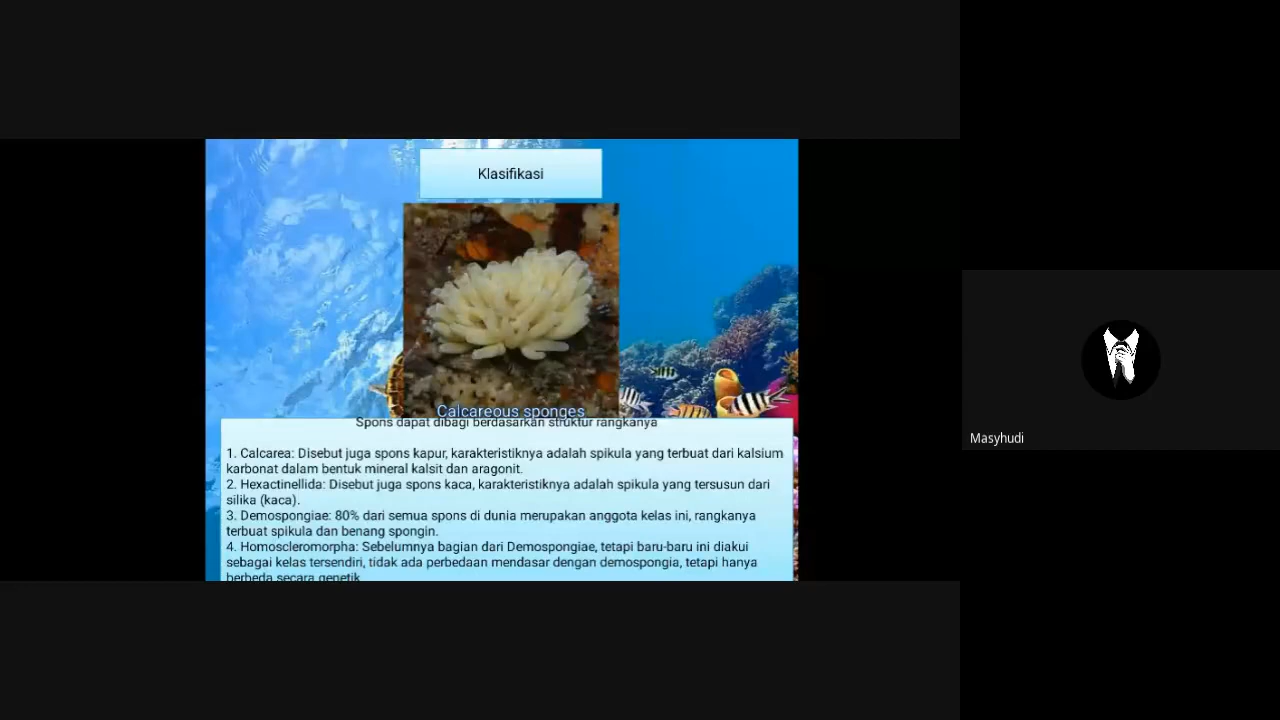 Klasifikasi
Calcareous sponges
Spons dapat dibagi berdasarkan struktur rangkanya
1. Calcarea: Disebut juga spons kapur, karakteristiknya adalah spikula yang terbuat dari kalsium
karbonat dalam bentuk mineral kalsit dan aragonit.
2. Hexactinellida: Disebut juga spons kaca, karakteristiknya adalah spikula yang tersusun dari
silika (kaca).
3. Demospongiae: 80% dari semua spons di dunia merupakan anggota kelas ini, rangkanya
terbuat spikula dan benang spongin.
4. Homoscleromorpha: Sebelumnya bagian dari Demospongiae, tetapi baru-baru ini diakui
sebagai kelas tersendiri, tidak ada perbedaan mendasar dengan demospongia, tetapi hanya
berbeda secara genetik
Masyhudi